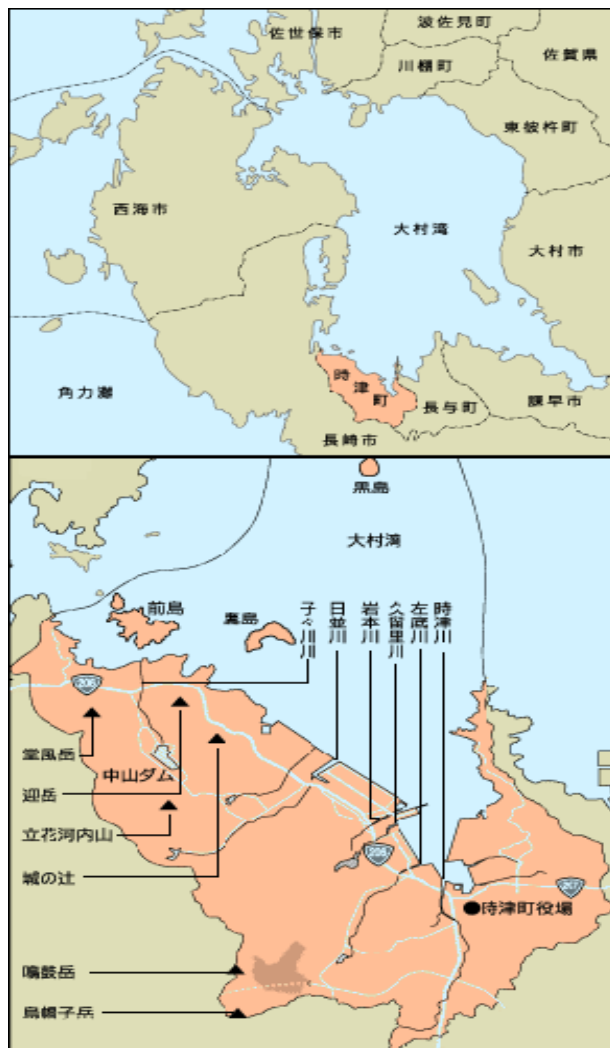 佐世保市
波佐見町
川棚町
佐賀県
東彼杵町
西海市
大村湾
大村市
角力灘
時津町
長与町
諫早市
長崎市
黒島
大村湾
前島
鷹島
子々川川
日並川
岩本川
久留里川
左底川
時津川
206
堂風岳
中山ダム
迎岳
立花河内山
城の辻
206
207
時津町役場
鳴鼓岳
烏帽子岳